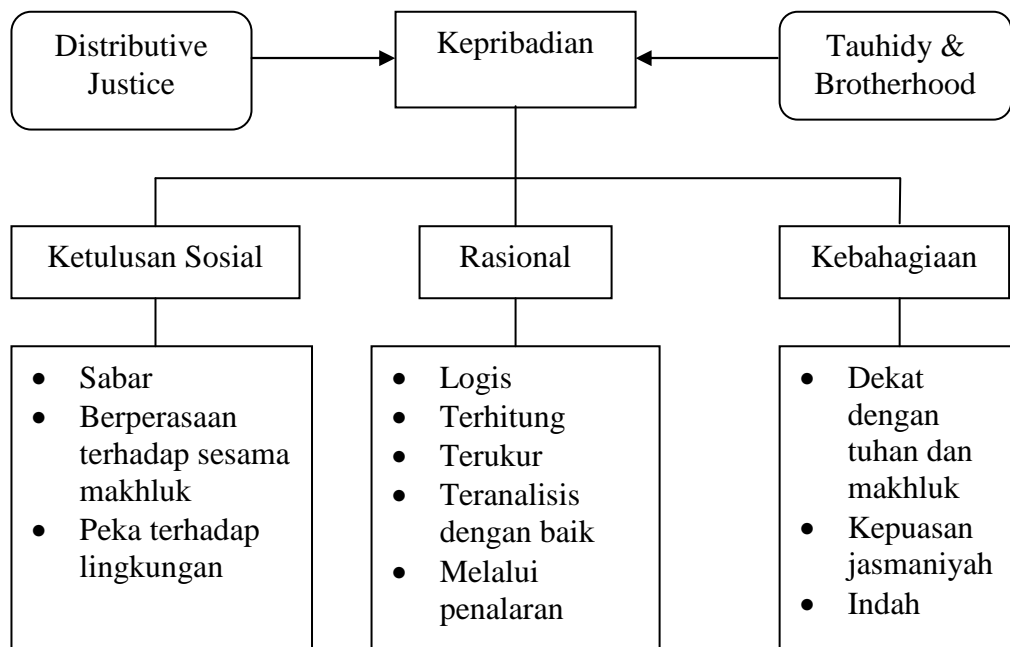 Distributive
Justice
Kepribadian
Tauhidy &
Brotherhood
Ketulusan Sosial
Rasional
Kebahagiaan
• Sabar
• Berperasaan
terhadap sesama
makhluk
• Peka terhadap
lingkungan
• Logis
• Terhitung
• Terukur
• Teranalisis
dengan baik
• Melalui
penalaran
• Dekat
dengan
tuhan dan
makhluk
• Kepuasan
jasmaniyah
• Indah